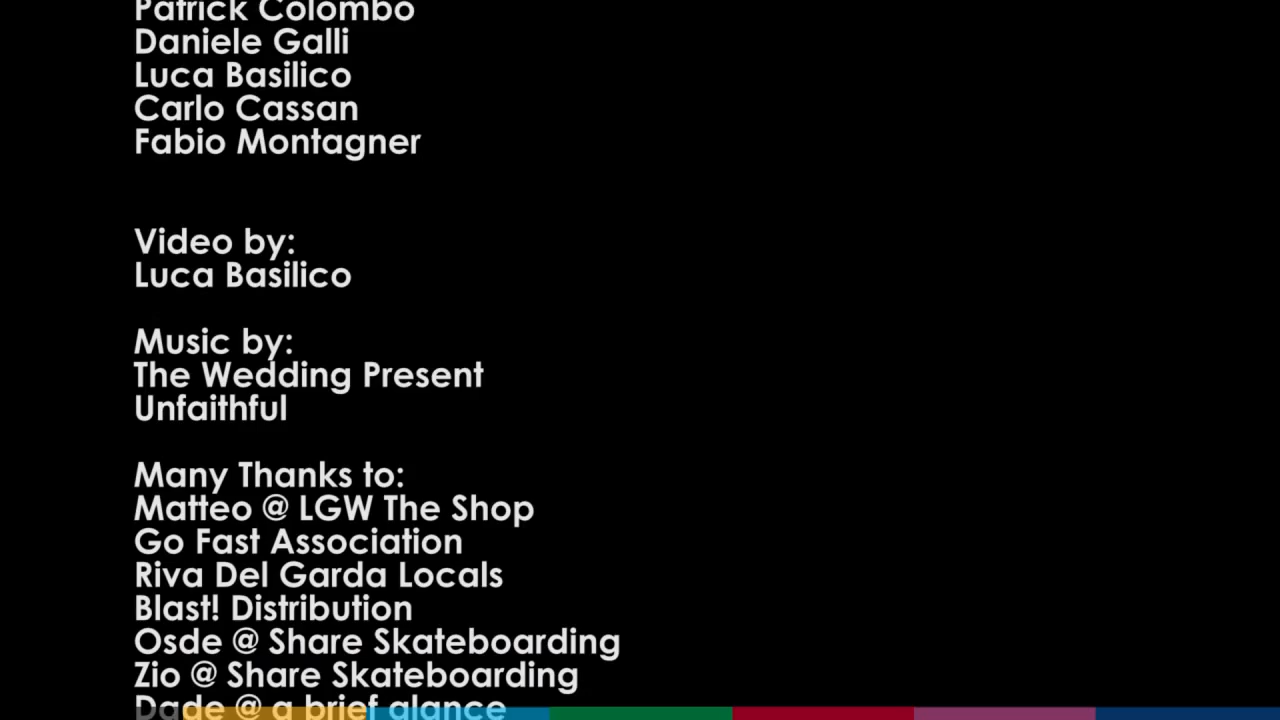 Patrick Colombo
Daniele Galli
Luca Basilico
Carlo Cassan
Fabio Montagner
Video by:
Luca Basilico
Music by:
The Wedding Present
Unfaithful
Many Thanks to:
Matteo @ LGW The Shop
Go Fast Association
Riva Del Garda Locals
Blast! Distribution
Osde @ Share Skateboarding
Zio @ Share Skateboarding
Dade @ a brief glance